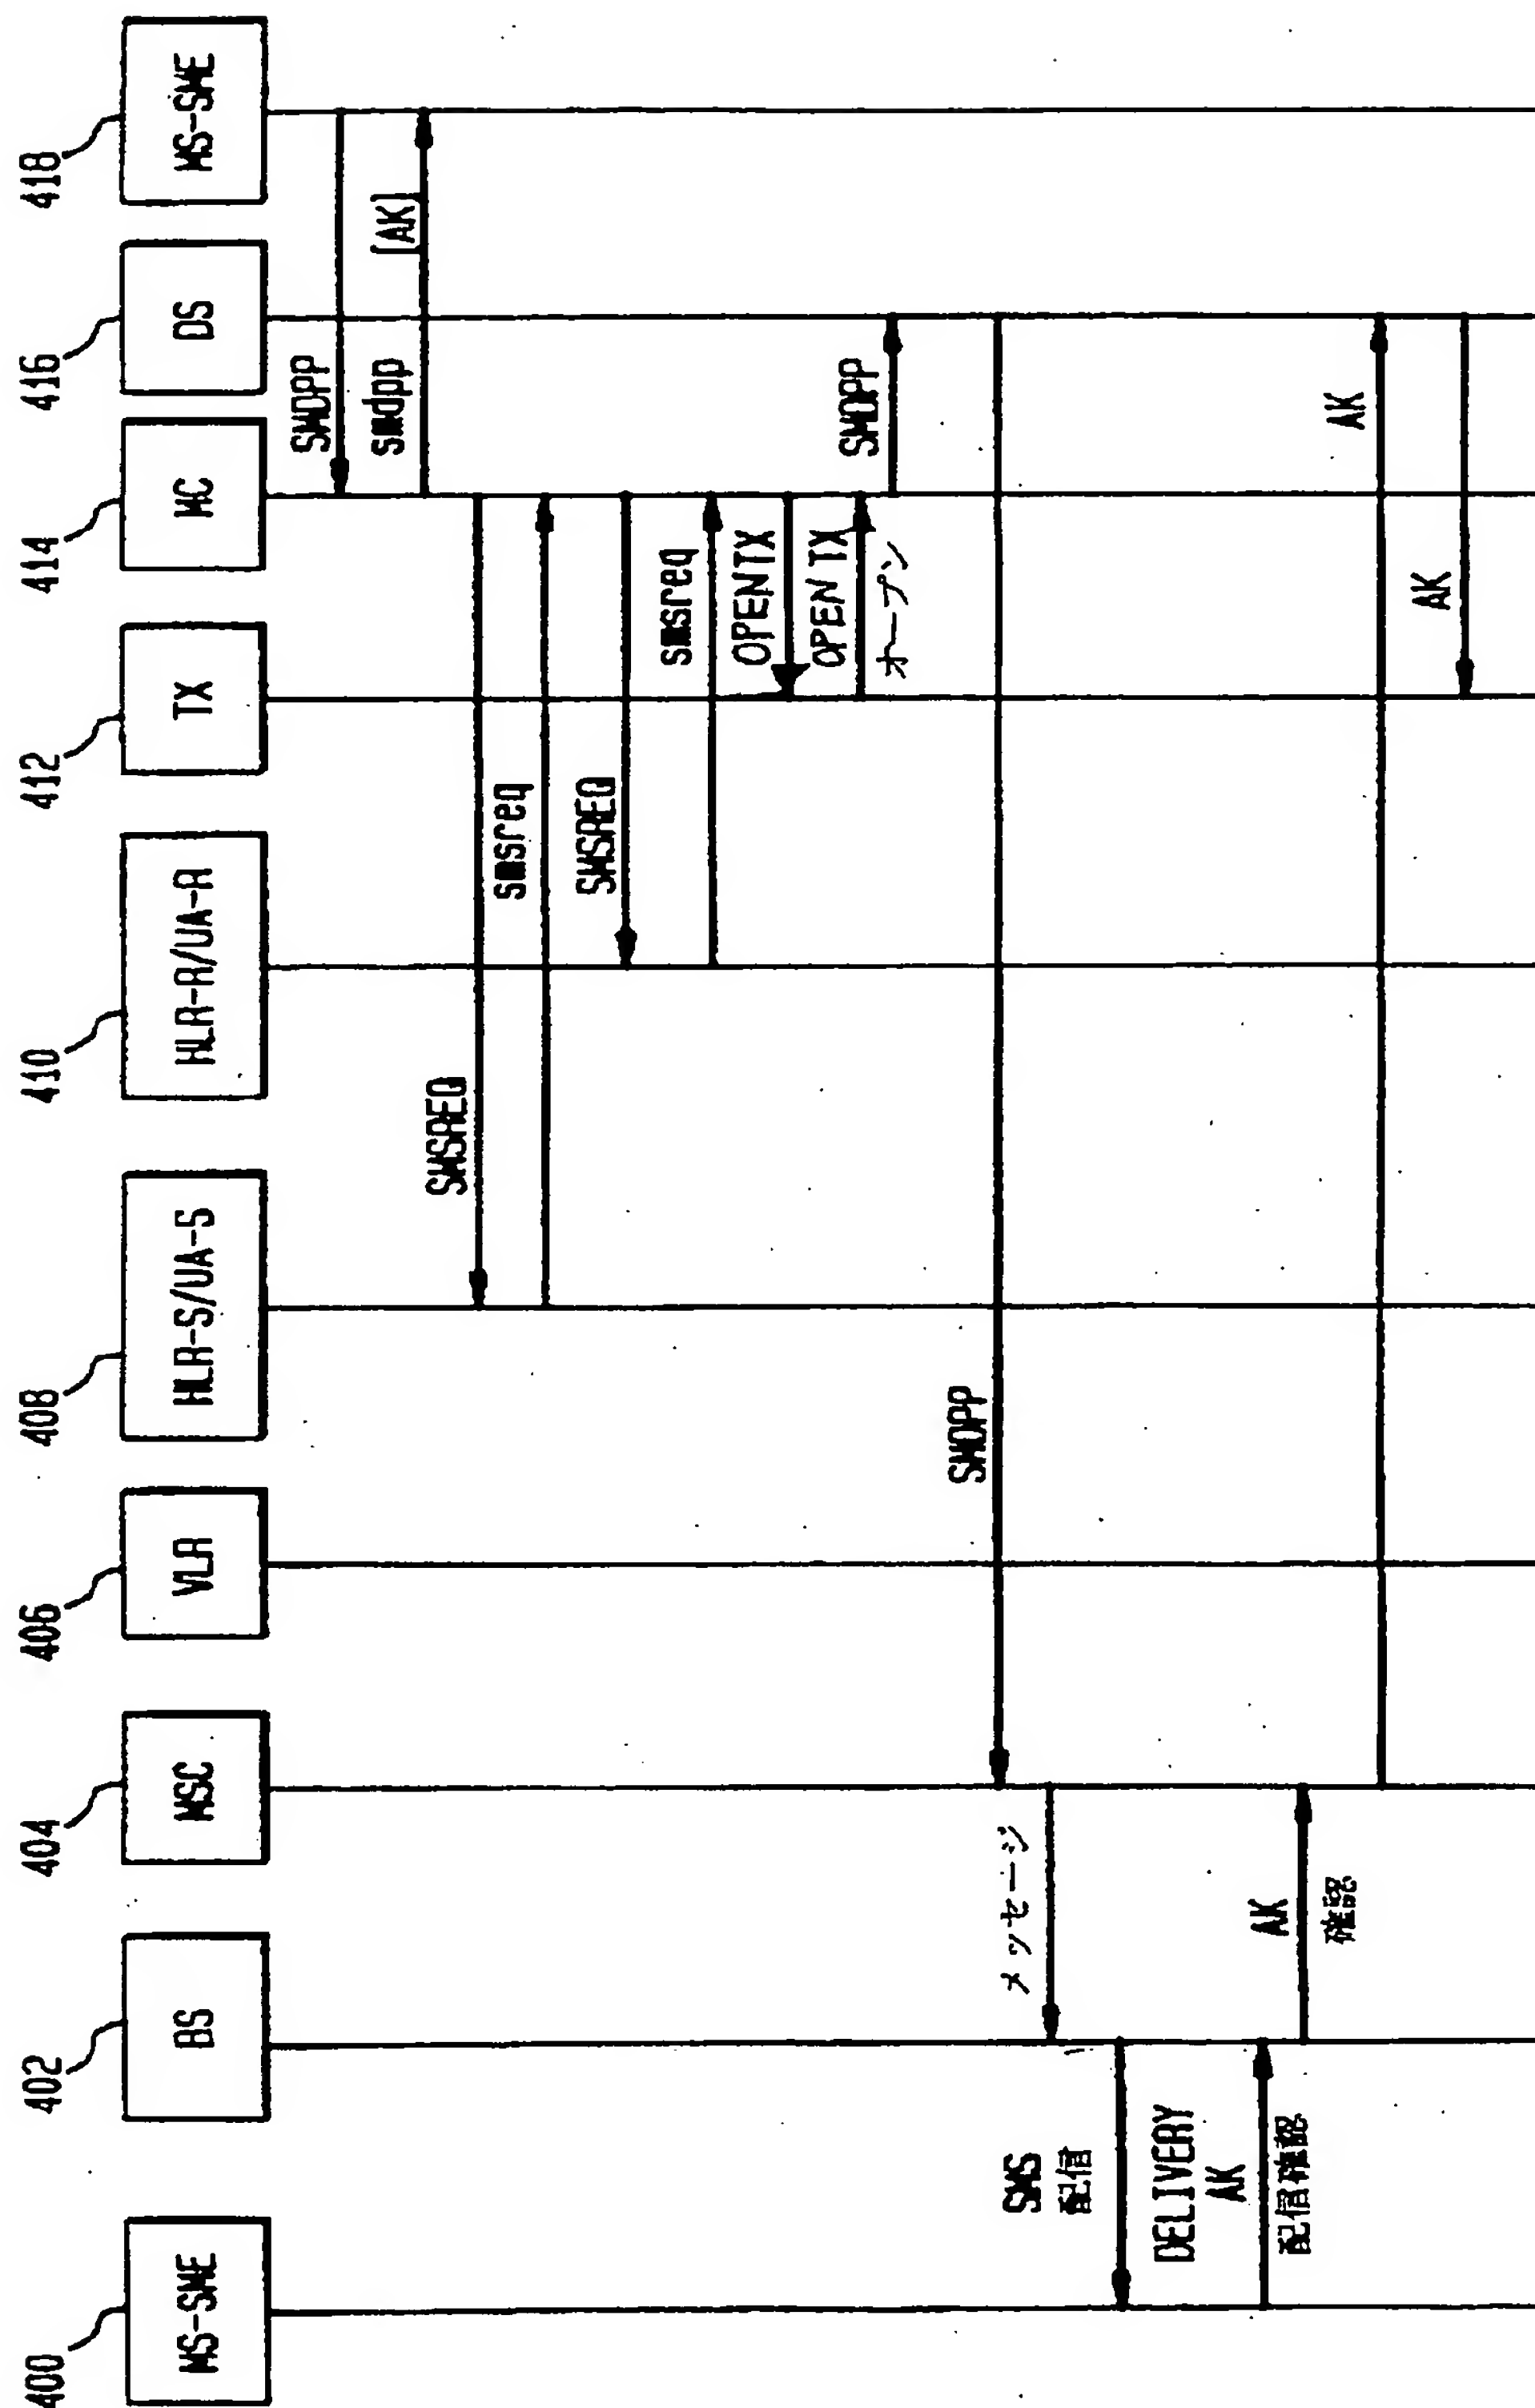 400
402
404
406
408
410
412
414
416
418
MS-SME
BS
MSC
VLR
HLR-S/UA-S
HLR-R/UA-R
TX
MC
DS
MS-SME
SMDPP
smdpp
[AK]
SMSREQ
smsreq
SMSREQ
smsreq
OPEN TX
OPEN TX
オープン
SMDPP
SMDPP
メッセージ
SMS
配信
DELIVERY
AK
配信確認
AK
確認
AK
AK